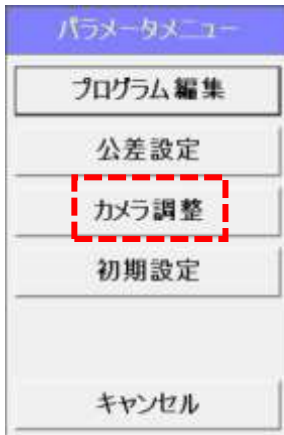 パラメータメニュー
プログラム編集
公差設定
カメラ調整
初期設定
キャンセル